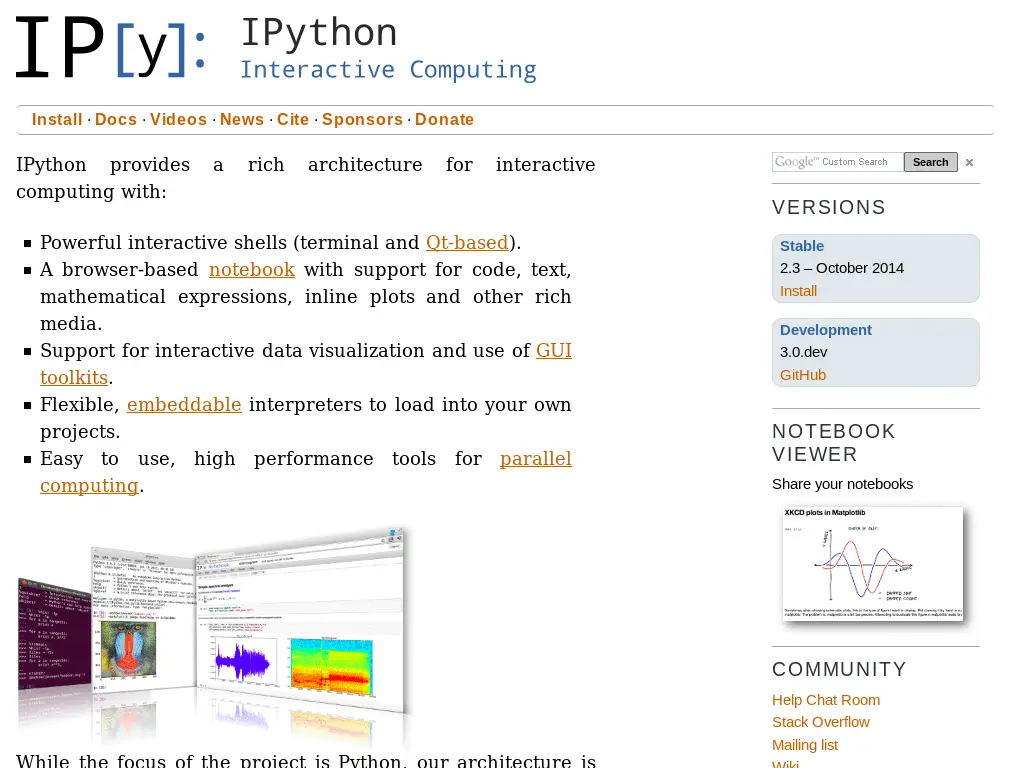 IP[y]:
IPython
Interactive Computing
Install · Docs · Videos · News · Cite · Sponsors · Donate
IPython provides a rich architecture for interactive
computing with:
Powerful interactive shells (terminal and Qt-based).
A browser-based notebook with support for code, text,
mathematical expressions, inline plots and other rich
media.
Support for interactive data visualization and use of GUI
toolkits.
Flexible, embeddable interpreters to load into your own
projects.
Easy to use, high performance tools for parallel
computing.
While the focus of the project is Python, our architecture is
Google™ Custom Search
Search
×
VERSIONS
Stable
2.3 – October 2014
Install
Development
3.0.dev
GitHub
NOTEBOOK
VIEWER
Share your notebooks
XKCD plots in Matplotlib
COMMUNITY
Help Chat Room
Stack Overflow
Mailing list
Wiki